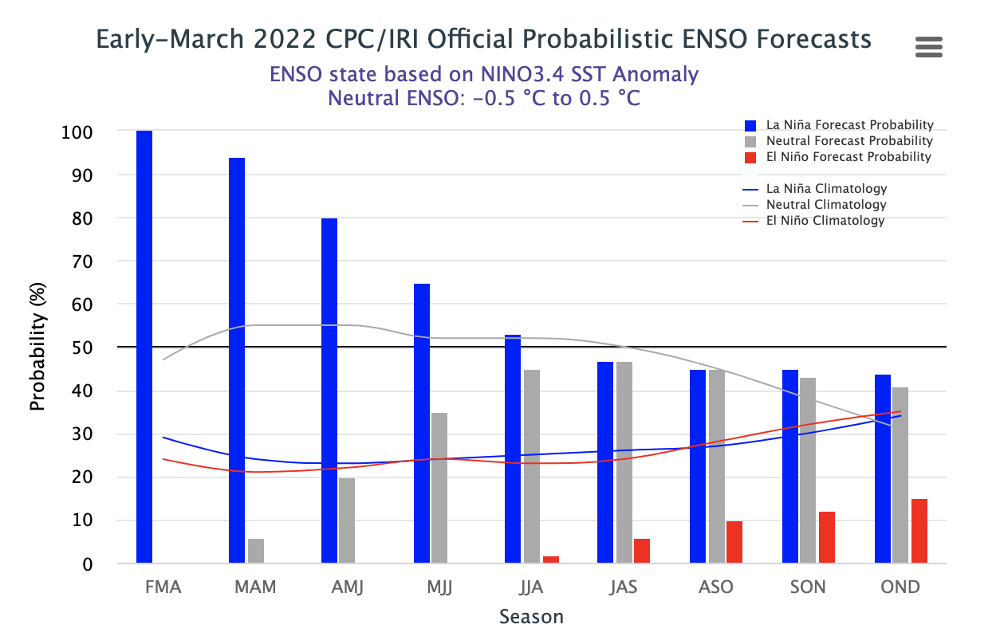 Early-March 2022 CPC/IRI Official Probabilistic ENSO Forecasts
ENSO state based on NINO3.4 SST Anomaly
Neutral ENSO: -0.5 °C to 0.5 °C
La Niña Forecast Probability
Neutral Forecast Probability
El Niño Forecast Probability
La Niña Climatology
Neutral Climatology
El Niño Climatology
Probability (%)
100
90
80
70
60
50
40
30
20
10
0
FMA MAM AMJ MJJ JJA JAS ASO SON OND
Season